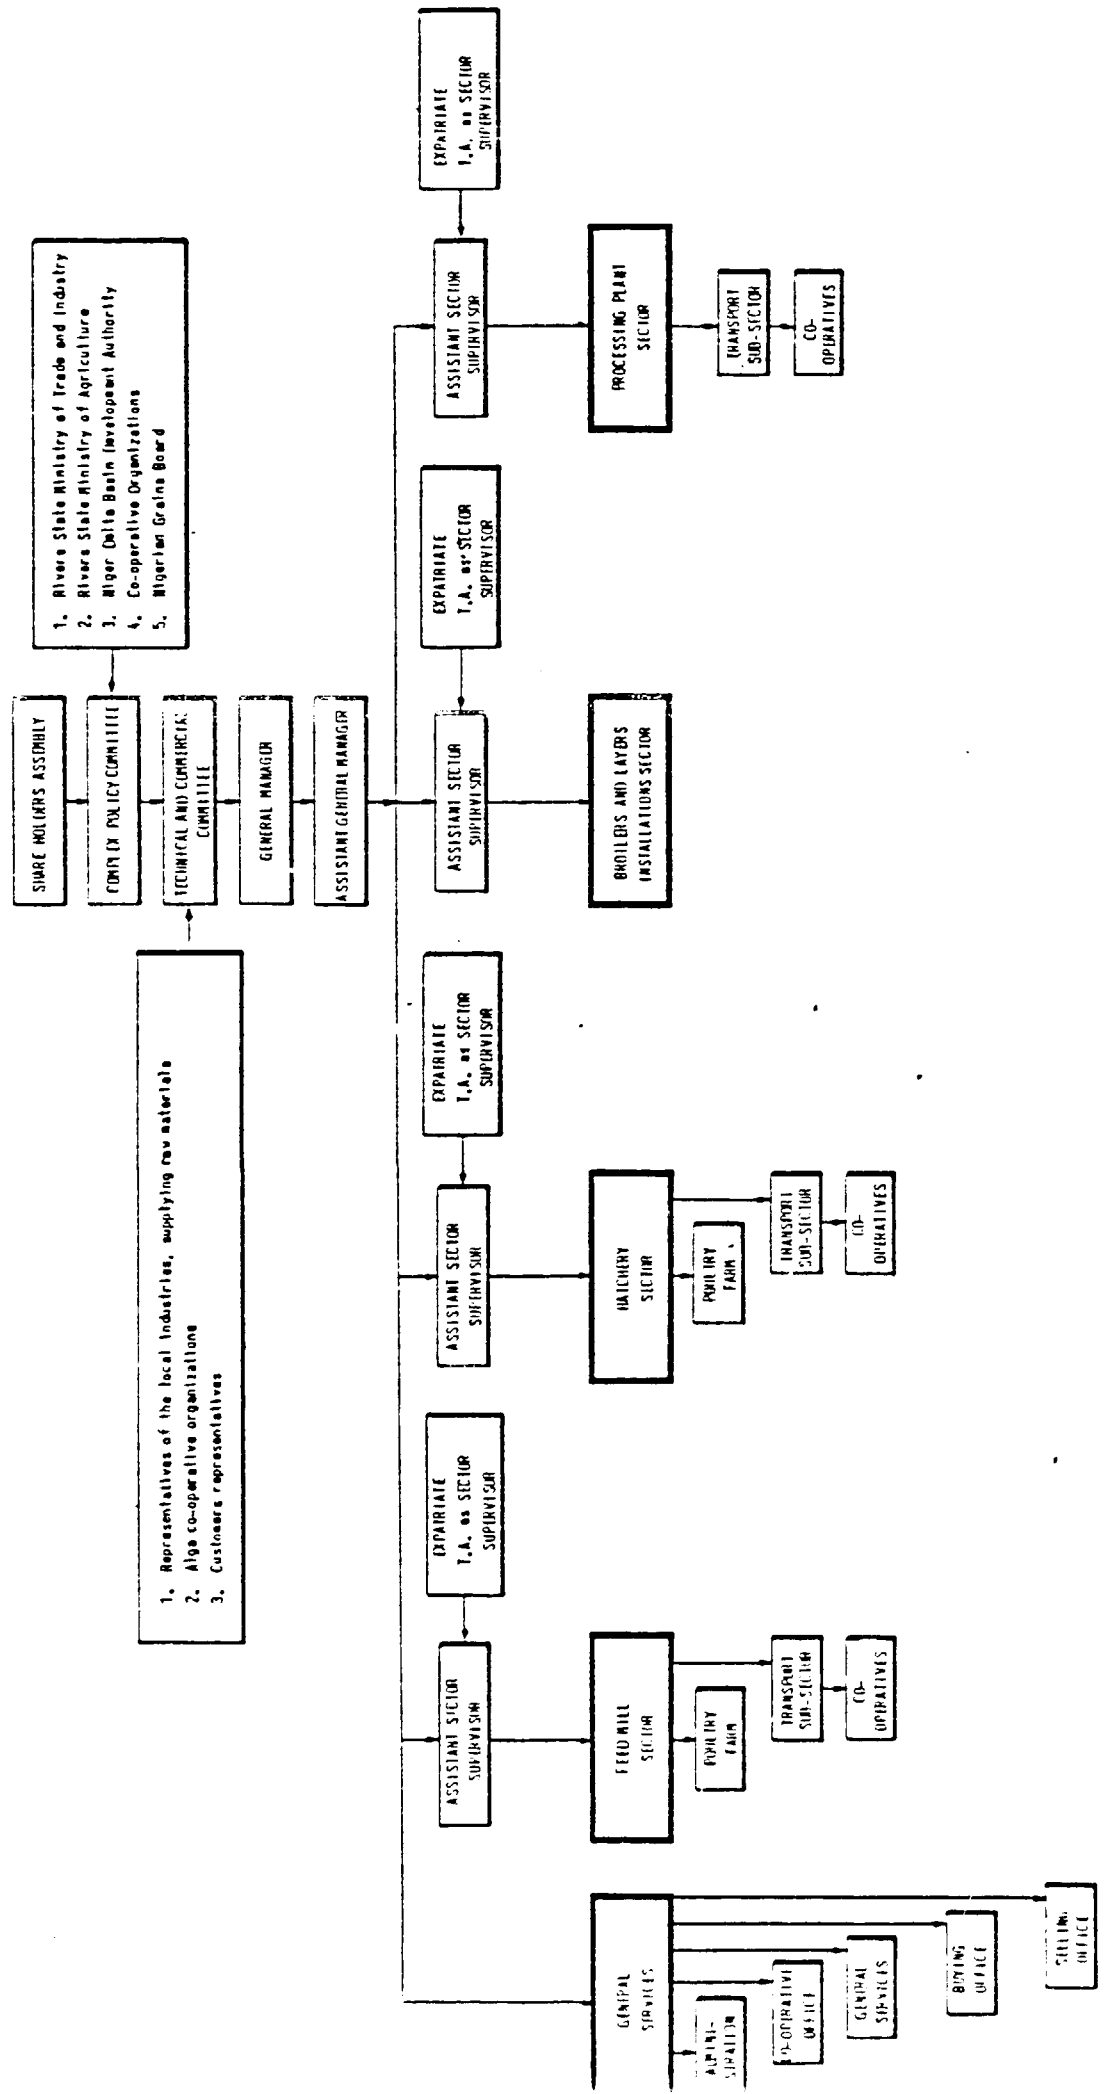 SHARE HOLDERS ASSEMBLY
COMPLEX POLICY COMMITTEE
1. Rivers State Ministry of Trade and Industry
2. Rivers State Ministry of Agriculture
3. Niger Delta Basin Development Authority
4. Co-operative Organizations
5. Nigerian Grains Board
TECHNICAL AND COMMERCIAL
COMMITTEE
1. Representatives of the local industries, supplying raw materials
2. Alga co-operative organizations
3. Customers representatives
GENERAL MANAGER
ASSISTANT GENERAL MANAGER
EXPATRIATE
T.A. as SECTOR
SUPERVISOR
EXPATRIATE
T.A. as SECTOR
SUPERVISOR
EXPATRIATE
T.A. as SECTOR
SUPERVISOR
EXPATRIATE
T.A. as SECTOR
SUPERVISOR
ASSISTANT SECTOR
SUPERVISOR
ASSISTANT SECTOR
SUPERVISOR
ASSISTANT SECTOR
SUPERVISOR
ASSISTANT SECTOR
SUPERVISOR
GENERAL
SERVICES
FEED MILL
SECTOR
HATCHERY
SECTOR
BROILERS AND LAYERS
INSTALLATIONS SECTOR
PROCESSING PLANT
SECTOR
ADMINI-
STRATION
POULTRY
FARM
POULTRY
FARM
TRANSPORT
SUB-SECTOR
CO-OPERATIVE
OFFICE
TRANSPORT
SUB-SECTOR
TRANSPORT
SUB-SECTOR
CO-
OPERATIVES
GENERAL
SERVICES
CO-
OPERATIVES
CO-
OPERATIVES
BUYING
OFFICE
SELLING
OFFICE